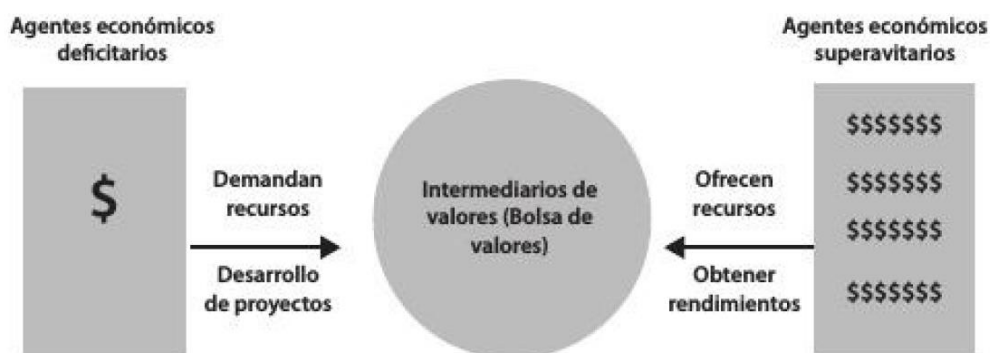 Agentes económicos
deficitarios
$
Demandan
recursos
Desarrollo
de proyectos
Intermediarios de
valores (Bolsa de
valores)
Ofrecen
recursos
Obtener
rendimientos
Agentes económicos
superavitarios
$$$$$$$
$$$$$$$
$$$$$$$
$$$$$$$